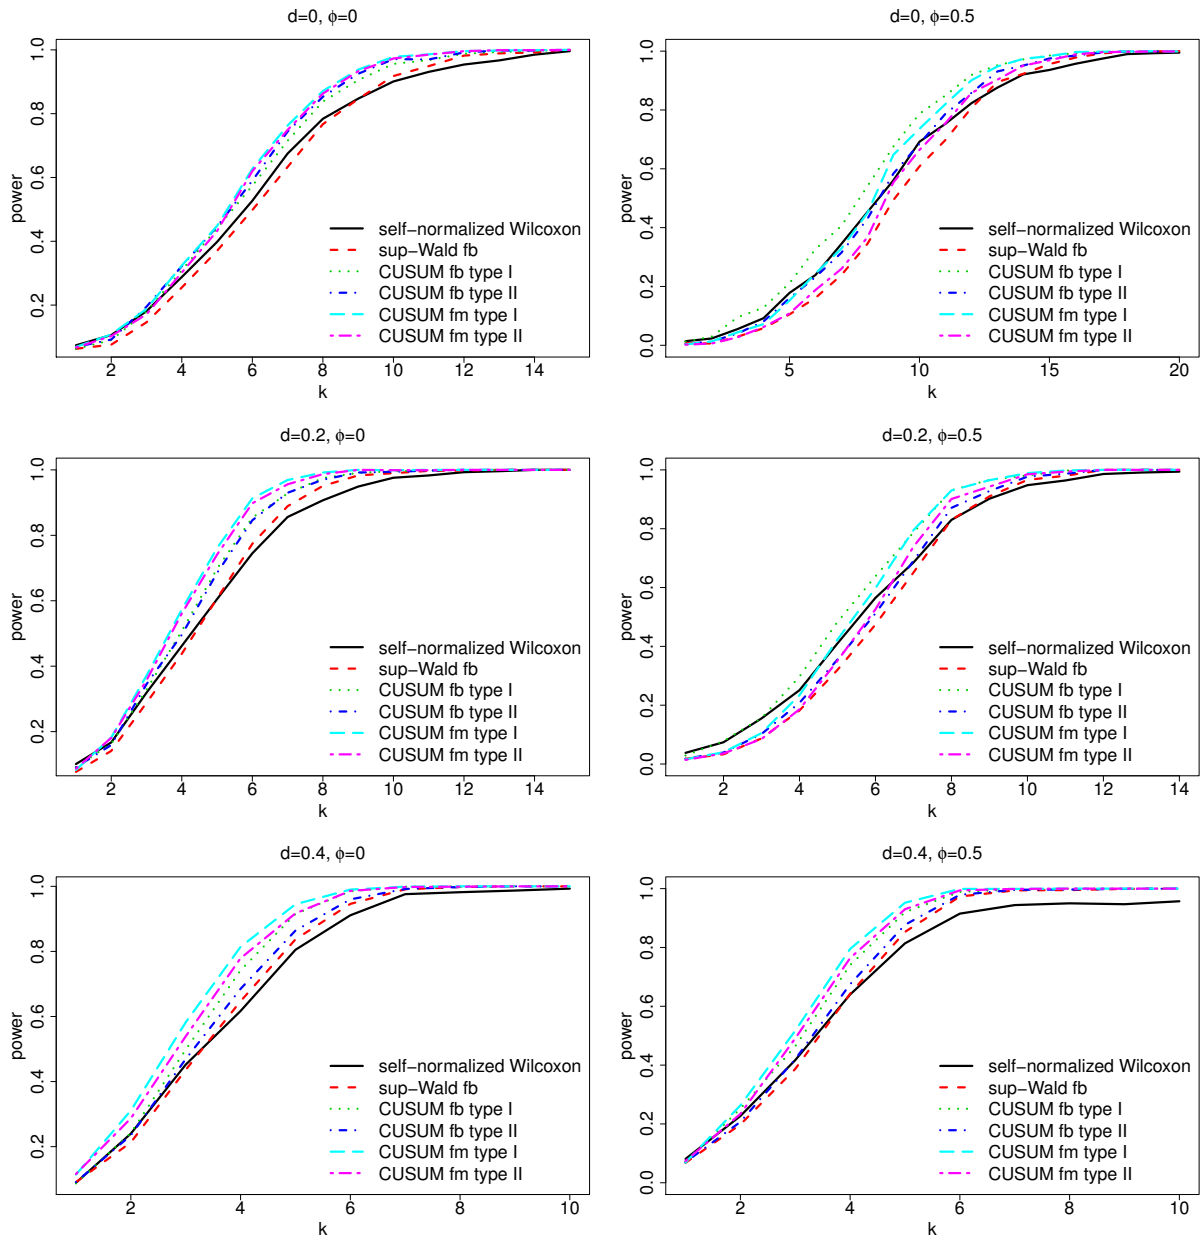 d=0, ϕ=0
power
1.0
0.8
0.6
0.4
0.2
self−normalized Wilcoxon
sup−Wald fb
CUSUM fb type I
CUSUM fb type II
CUSUM fm type I
CUSUM fm type II
2 4 6 8 10 12 14
k
d=0, ϕ=0.5
power
1.0
0.8
0.6
0.4
0.2
0.0
self−normalized Wilcoxon
sup−Wald fb
CUSUM fb type I
CUSUM fb type II
CUSUM fm type I
CUSUM fm type II
5 10 15 20
k
d=0.2, ϕ=0
power
1.0
0.8
0.6
0.4
0.2
self−normalized Wilcoxon
sup−Wald fb
CUSUM fb type I
CUSUM fb type II
CUSUM fm type I
CUSUM fm type II
2 4 6 8 10 12 14
k
d=0.2, ϕ=0.5
power
1.0
0.8
0.6
0.4
0.2
0.0
self−normalized Wilcoxon
sup−Wald fb
CUSUM fb type I
CUSUM fb type II
CUSUM fm type I
CUSUM fm type II
2 4 6 8 10 12 14
k
d=0.4, ϕ=0
power
1.0
0.8
0.6
0.4
0.2
self−normalized Wilcoxon
sup−Wald fb
CUSUM fb type I
CUSUM fb type II
CUSUM fm type I
CUSUM fm type II
2 4 6 8 10
k
d=0.4, ϕ=0.5
power
1.0
0.8
0.6
0.4
0.2
0.0
self−normalized Wilcoxon
sup−Wald fb
CUSUM fb type I
CUSUM fb type II
CUSUM fm type I
CUSUM fm type II
2 4 6 8 10
k